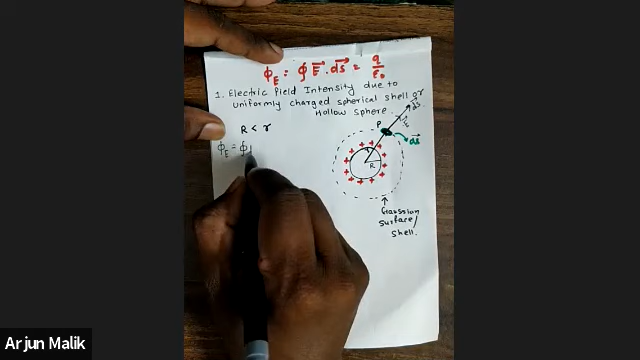 ϕE = ∮ E⃗ . ds⃗ = q/ε₀
1. Electric field Intensity due to
uniformly charged spherical shell or
Hollow sphere.
R < r
ϕE = ∮
P
E⃗
ds⃗
ds⃗
r
R
Gaussian
surface/
shell.
Arjun Malik